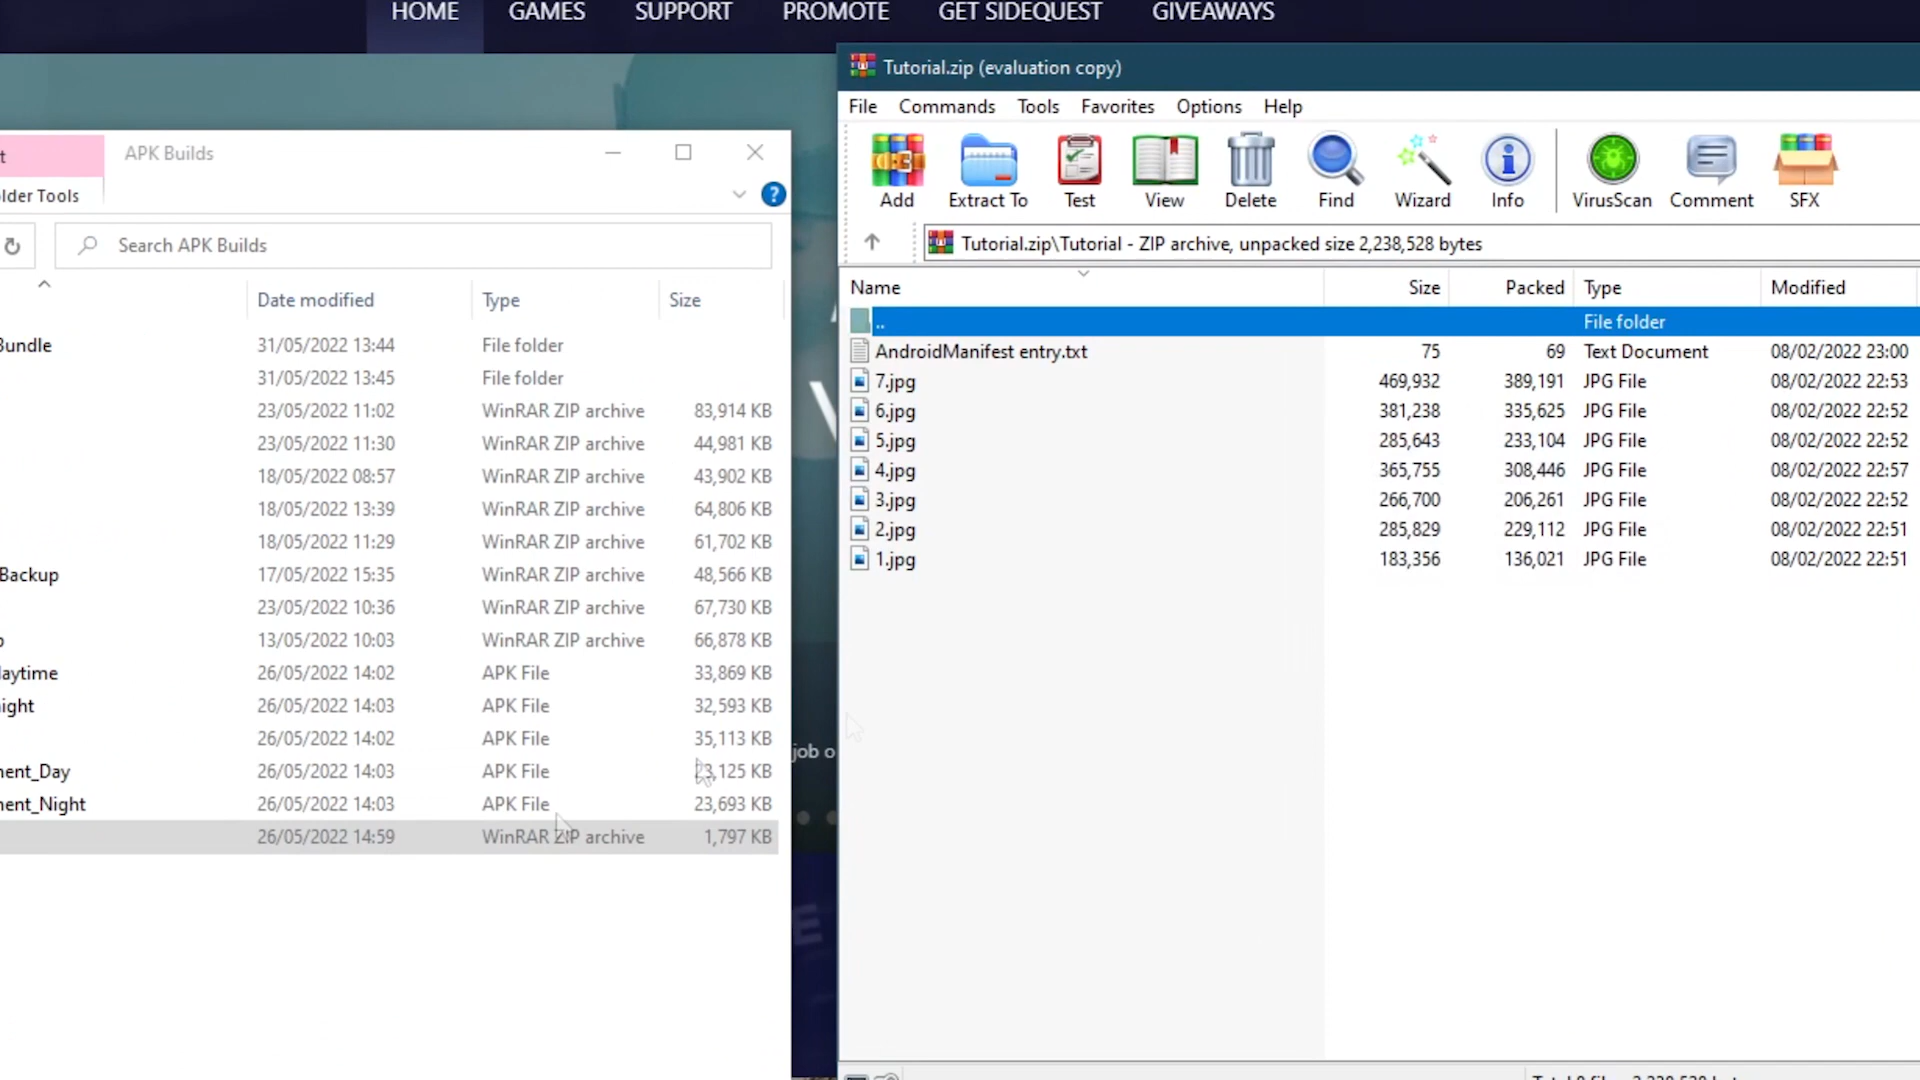 HOME GAMES SUPPORT PROMOTE GET SIDEQUEST GIVEAWAYS
t APK Builds
lder Tools
Search APK Builds
Date modified Type Size
Bundle 31/05/2022 13:44 File folder
31/05/2022 13:45 File folder
23/05/2022 11:02 WinRAR ZIP archive 83,914 KB
23/05/2022 11:30 WinRAR ZIP archive 44,981 KB
18/05/2022 08:57 WinRAR ZIP archive 43,902 KB
18/05/2022 13:39 WinRAR ZIP archive 64,806 KB
18/05/2022 11:29 WinRAR ZIP archive 61,702 KB
Backup 17/05/2022 15:35 WinRAR ZIP archive 48,566 KB
23/05/2022 10:36 WinRAR ZIP archive 67,730 KB
13/05/2022 10:03 WinRAR ZIP archive 66,878 KB
aytime 26/05/2022 14:02 APK File 33,869 KB
ight 26/05/2022 14:03 APK File 32,593 KB
26/05/2022 14:02 APK File 35,113 KB
nent_Day 26/05/2022 14:03 APK File 23,125 KB
nent_Night 26/05/2022 14:03 APK File 23,693 KB
26/05/2022 14:59 WinRAR ZIP archive 1,797 KB
job o
Tutorial.zip (evaluation copy)
File Commands Tools Favorites Options Help
Add Extract To Test View Delete Find Wizard Info VirusScan Comment SFX
Tutorial.zip\Tutorial - ZIP archive, unpacked size 2,238,528 bytes
Name Size Packed Type Modified
.. File folder
AndroidManifest entry.txt 75 69 Text Document 08/02/2022 23:00
7.jpg 469,932 389,191 JPG File 08/02/2022 22:53
6.jpg 381,238 335,625 JPG File 08/02/2022 22:52
5.jpg 285,643 233,104 JPG File 08/02/2022 22:52
4.jpg 365,755 308,446 JPG File 08/02/2022 22:57
3.jpg 266,700 206,261 JPG File 08/02/2022 22:52
2.jpg 285,829 229,112 JPG File 08/02/2022 22:51
1.jpg 183,356 136,021 JPG File 08/02/2022 22:51